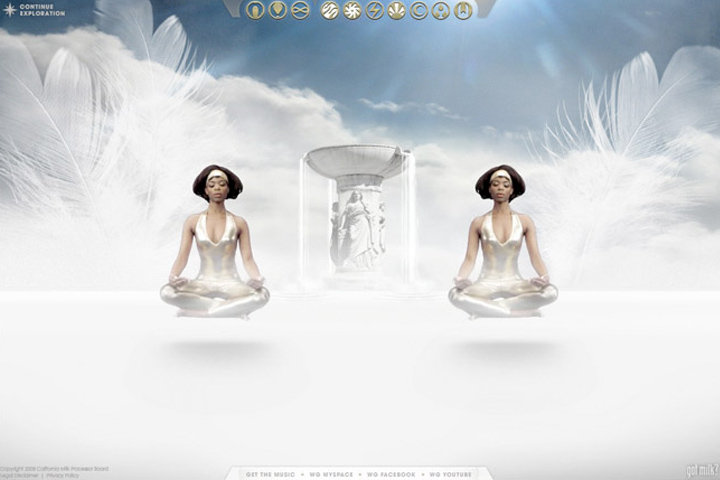 CONTINUE
EXPLORATION
Copyright 2008 California Milk Processor Board
Legal Disclaimer | Privacy Policy
GET THE MUSIC • WG MYSPACE • WG FACEBOOK • WG YOUTUBE
got milk?